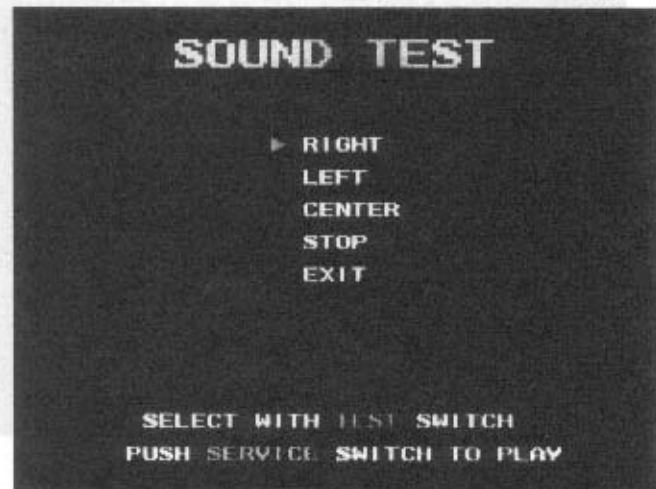 SOUND TEST
RIGHT
LEFT
CENTER
STOP
EXIT
SELECT WITH TEST SWITCH
PUSH SERVICE SWITCH TO PLAY